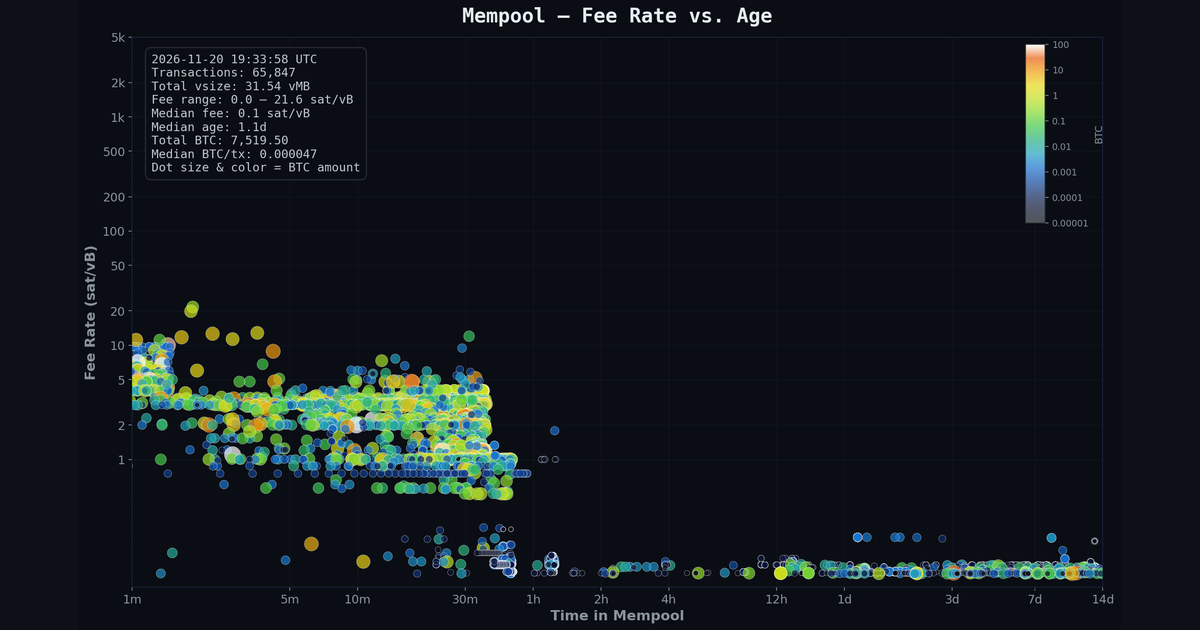 Mempool — Fee Rate vs. Age
2026-11-20 19:33:58 UTC
Transactions: 65,847
Total vsize: 31.54 vMB
Fee range: 0.0 — 21.6 sat/vB
Median fee: 0.1 sat/vB
Median age: 1.1d
Total BTC: 7,519.50
Median BTC/tx: 0.000047
Dot size & color = BTC amount
5k
2k
1k
500
200
100
50
20
10
5
2
1
Fee Rate (sat/vB)
100
10
1
0.1
0.01
0.001
0.0001
0.00001
BTC
1m 5m 10m 30m 1h 2h 4h 12h 1d 3d 7d 14d
Time in Mempool